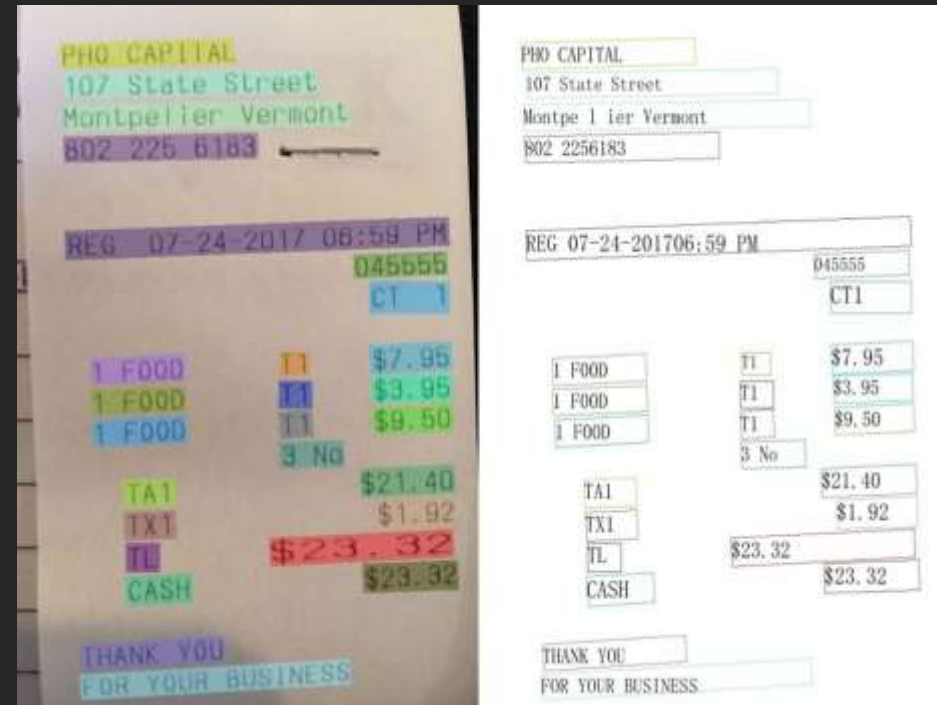 PHO CAPITAL
107 State Street
Montpelier Vermont
802 225 6183
REG 07-24-2017 06:59 PM
045555
CT 1
1 FOOD T1 $7.95
1 FOOD T1 $3.95
1 FOOD T1 $9.50
3 No
TA1 $21.40
TX1 $1.92
TL $23.32
CASH $23.32
THANK YOU
FOR YOUR BUSINESS
PHO CAPITAL
107 State Street
Montpe l ier Vermont
802 2256183
REG 07-24-201706:59 PM
045555
CT1
1 FOOD T1 $7.95
1 FOOD T1 $3.95
1 FOOD T1 $9.50
3 No
TA1 $21.40
TX1 $1.92
TL $23.32
CASH $23.32
THANK YOU
FOR YOUR BUSINESS